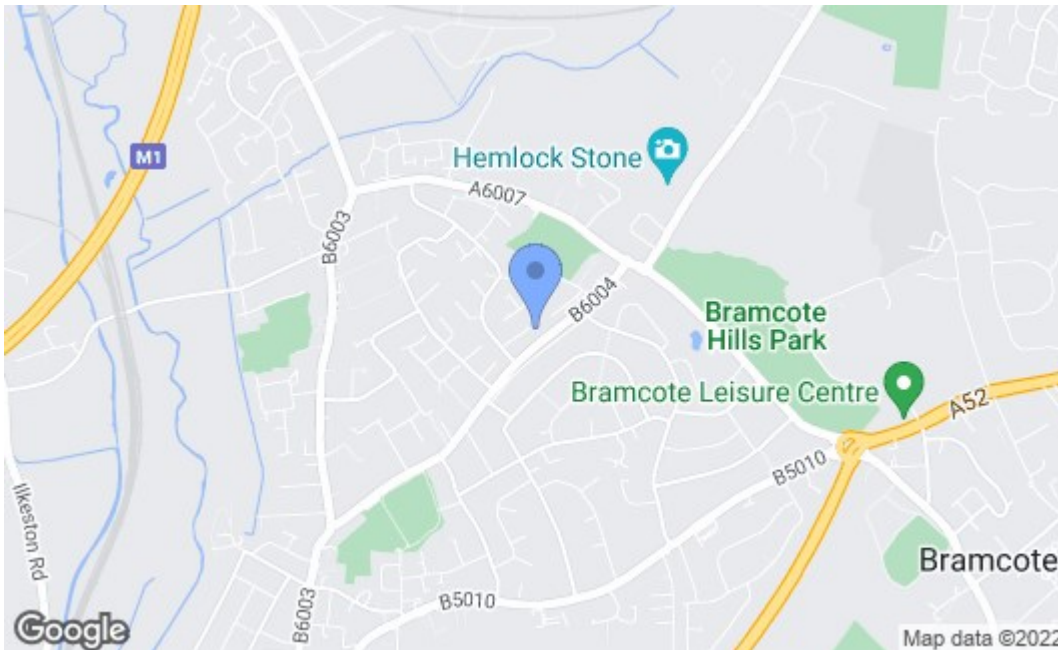 M1
Hemlock Stone
A6007
B6003
B6004
Bramcote
Hills Park
Bramcote Leisure Centre
A52
B5010
Ilkeston Rd
Bramcote
B5010
B6003
Google
Map data ©2022